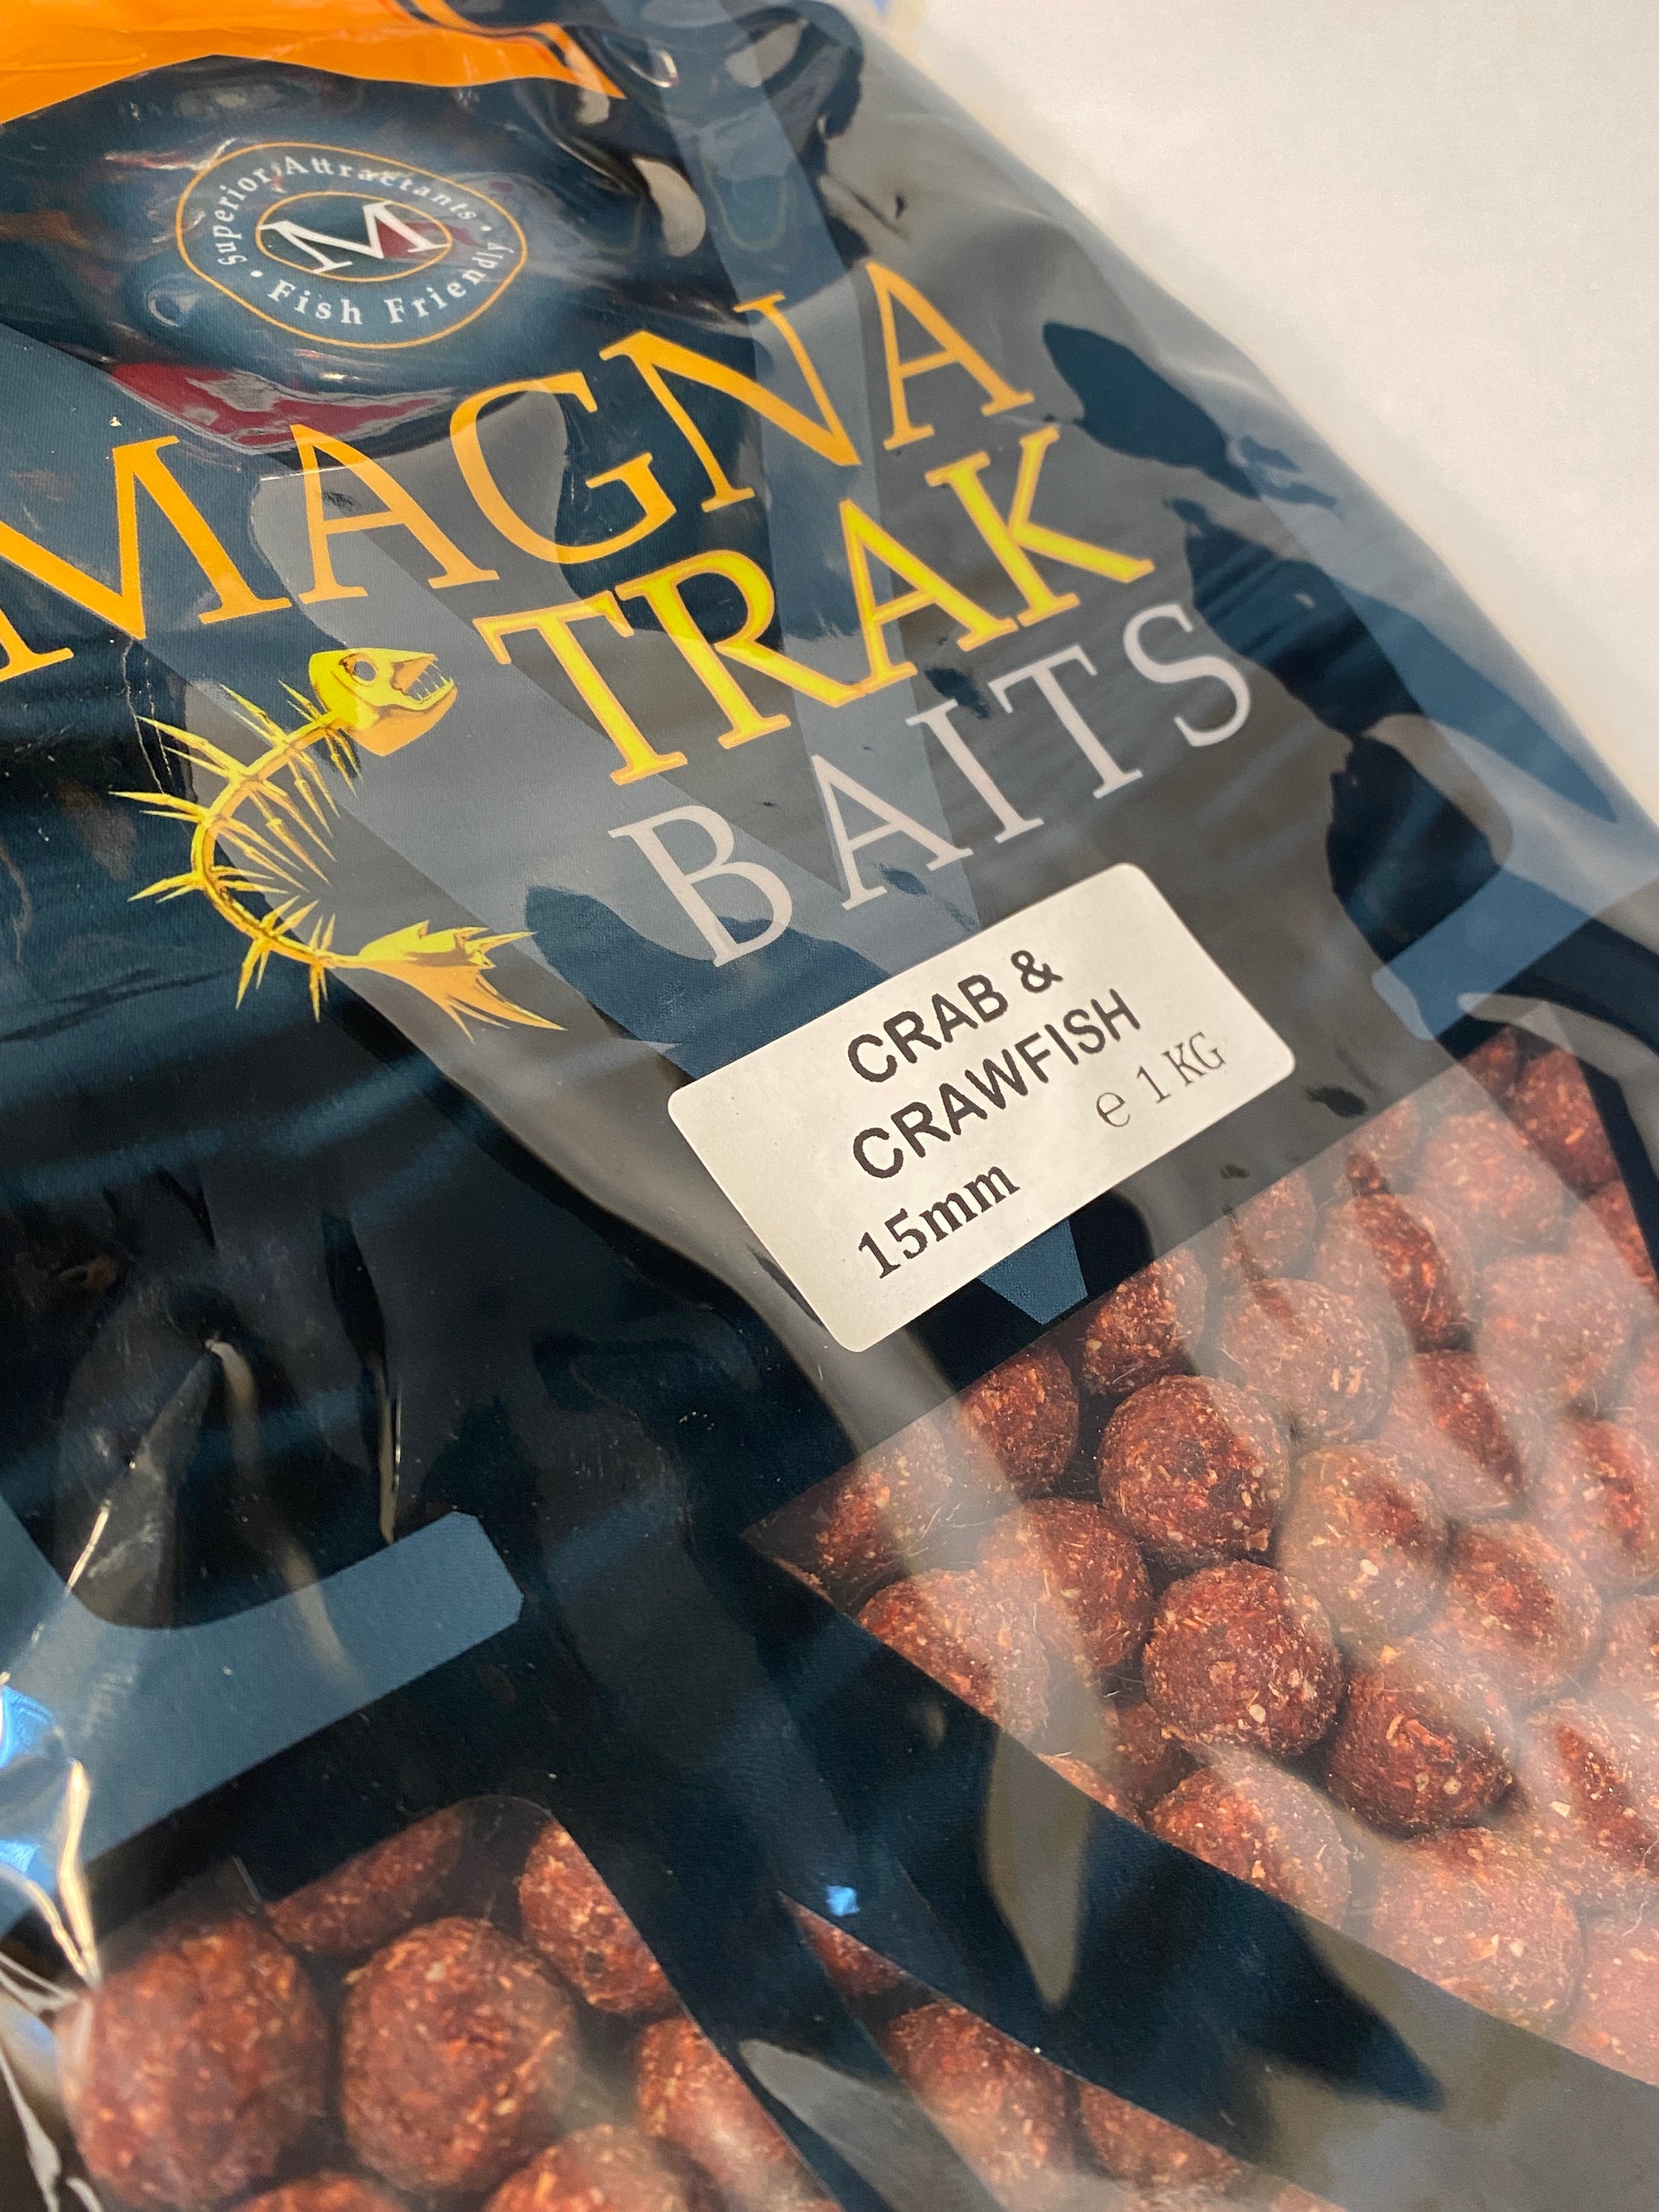 Superior Attractants •
M
• Fish Friendly
MAGNA
TRAK
BAITS
CRAB &
CRAWFISH
℮ 1 KG
15mm